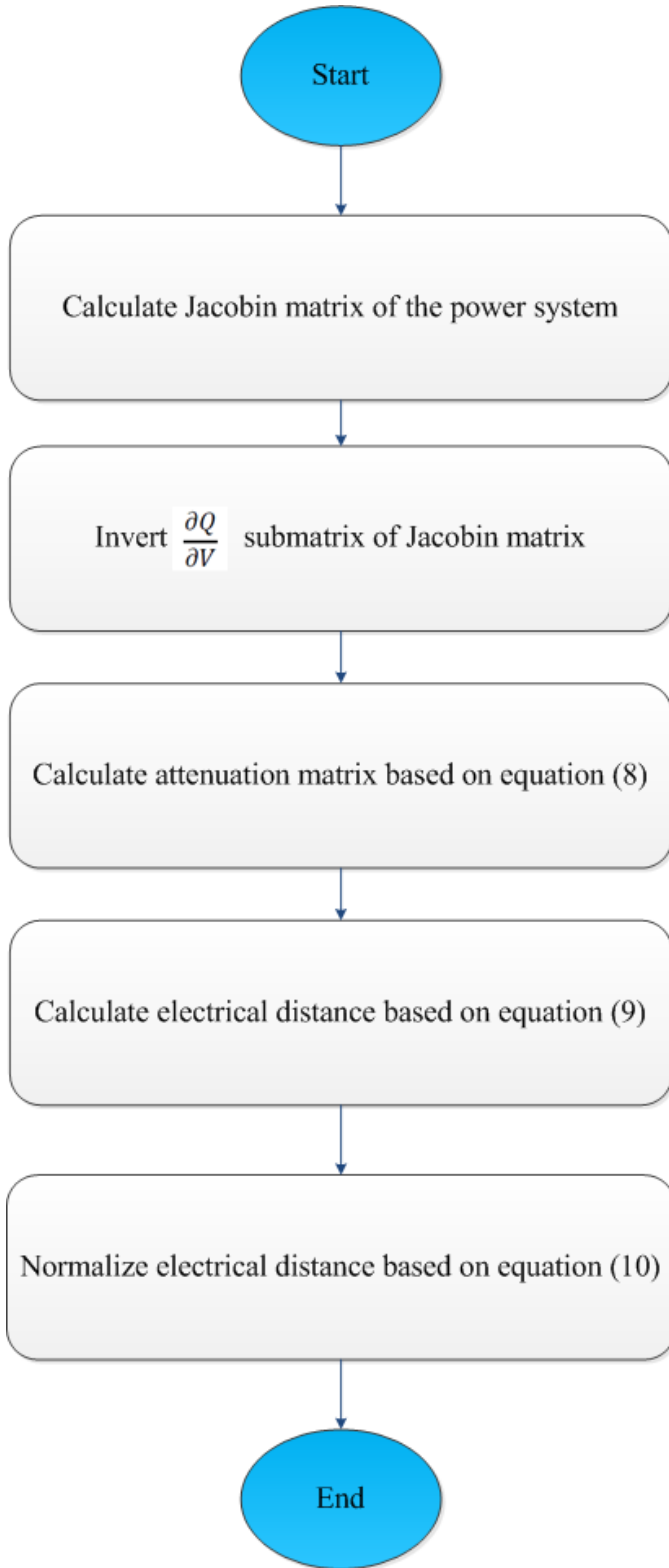 Start
Calculate Jacobin matrix of the power system
Invert ∂Q/∂V submatrix of Jacobin matrix
Calculate attenuation matrix based on equation (8)
Calculate electrical distance based on equation (9)
Normalize electrical distance based on equation (10)
End